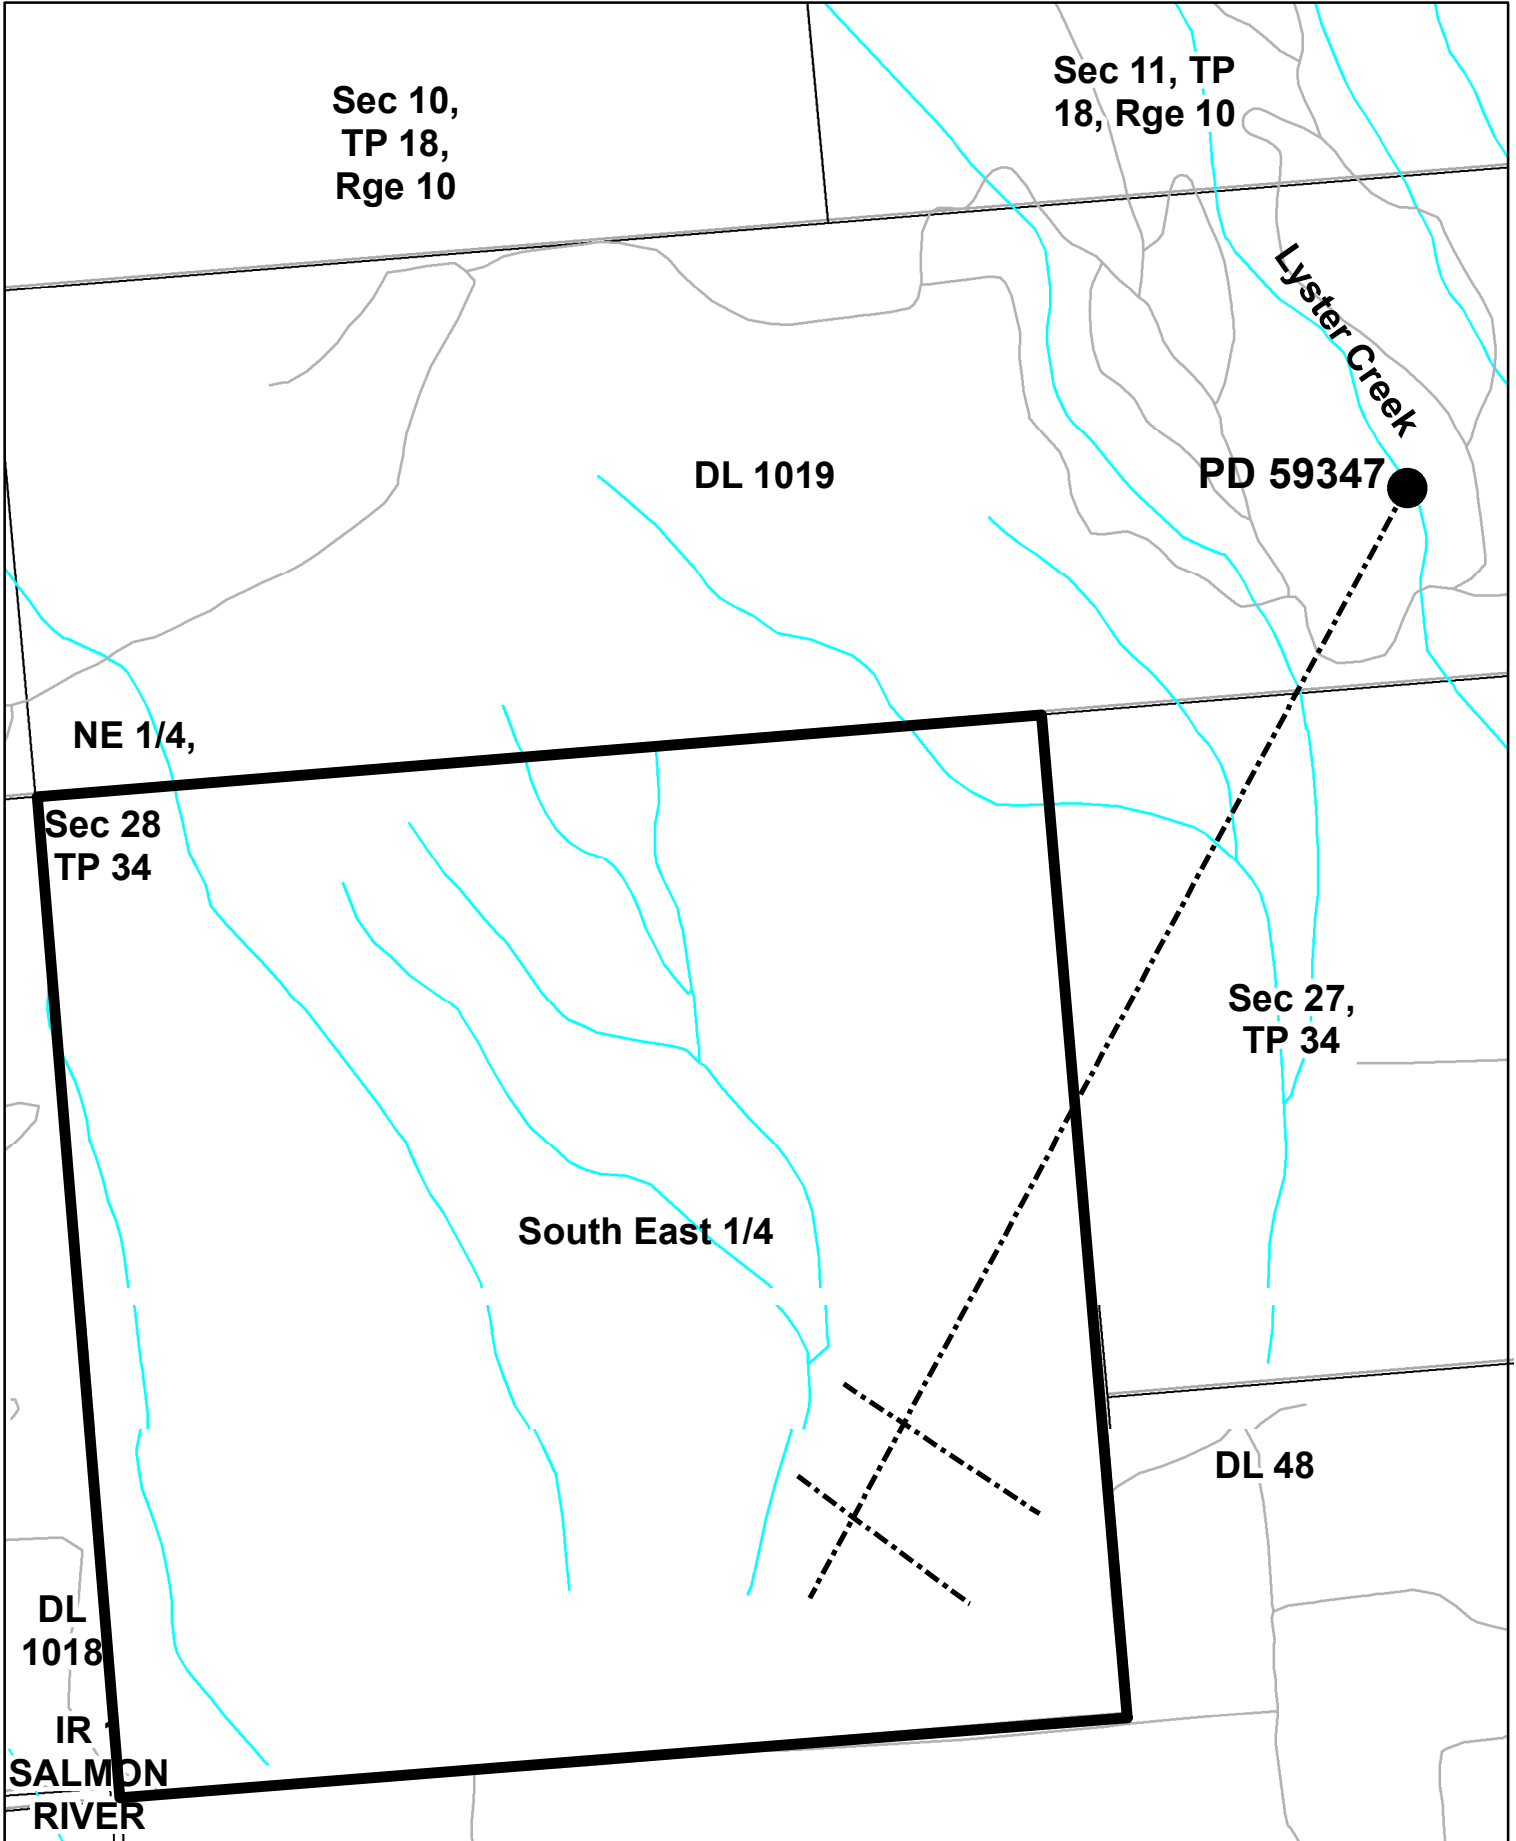 Sec 10,
TP 18,
Rge 10
Sec 11, TP
18, Rge 10
Lyster Creek
DL 1019
PD 59347
NE 1/4,
Sec 28
TP 34
Sec 27,
TP 34
South East 1/4
DL 48
DL
1018
IR 1
SALMON
RIVER